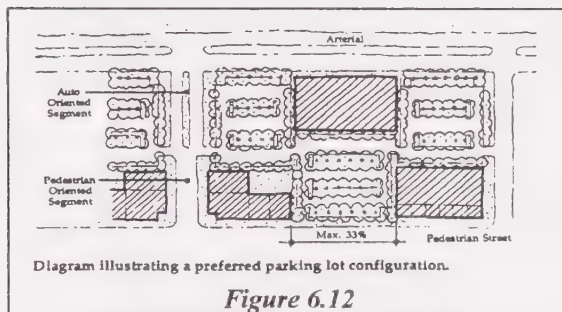 Arterial
Auto
Oriented
Segment
Pedestrian
Oriented
Segment
Max. 33%
Pedestrian Street
Diagram illustrating a preferred parking lot configuration.
Figure 6.12